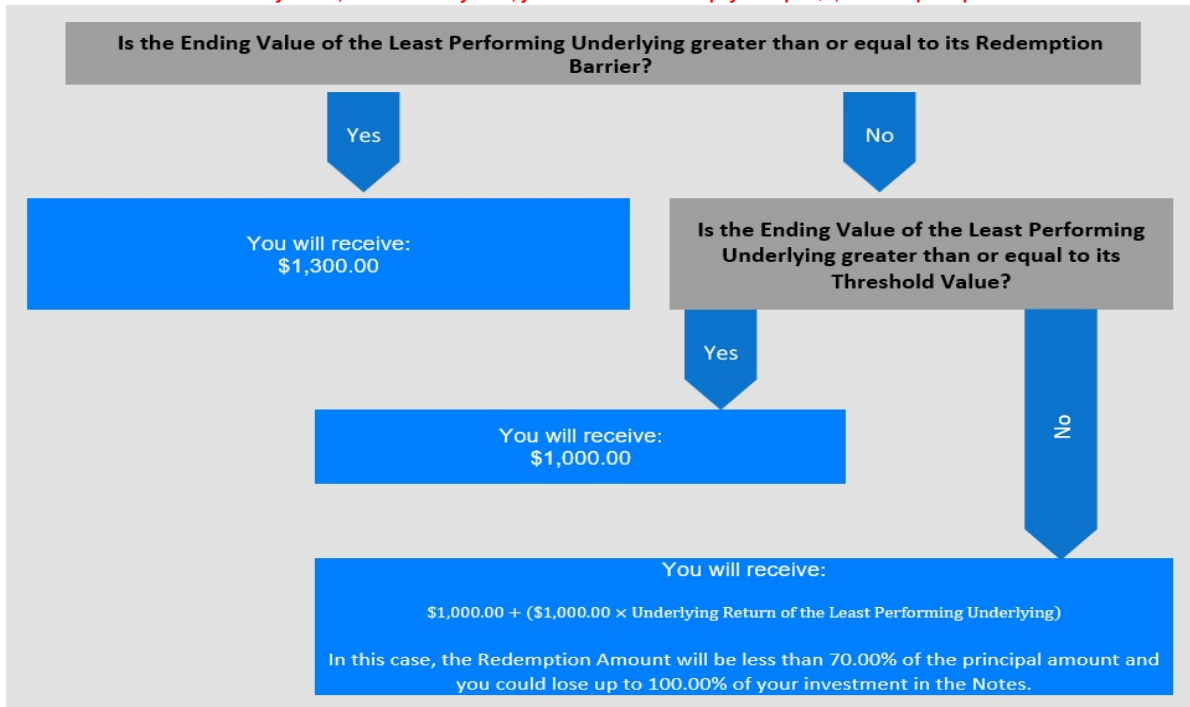 Is the Ending Value of the Least Performing Underlying greater than or equal to its Redemption
Barrier?
Yes
No
You will receive:
$1,300.00
Is the Ending Value of the Least Performing
Underlying greater than or equal to its
Threshold Value?
Yes
No
You will receive:
$1,000.00
You will receive:
$1,000.00 + ($1,000.00 × Underlying Return of the Least Performing Underlying)
In this case, the Redemption Amount will be less than 70.00% of the principal amount and
you could lose up to 100.00% of your investment in the Notes.